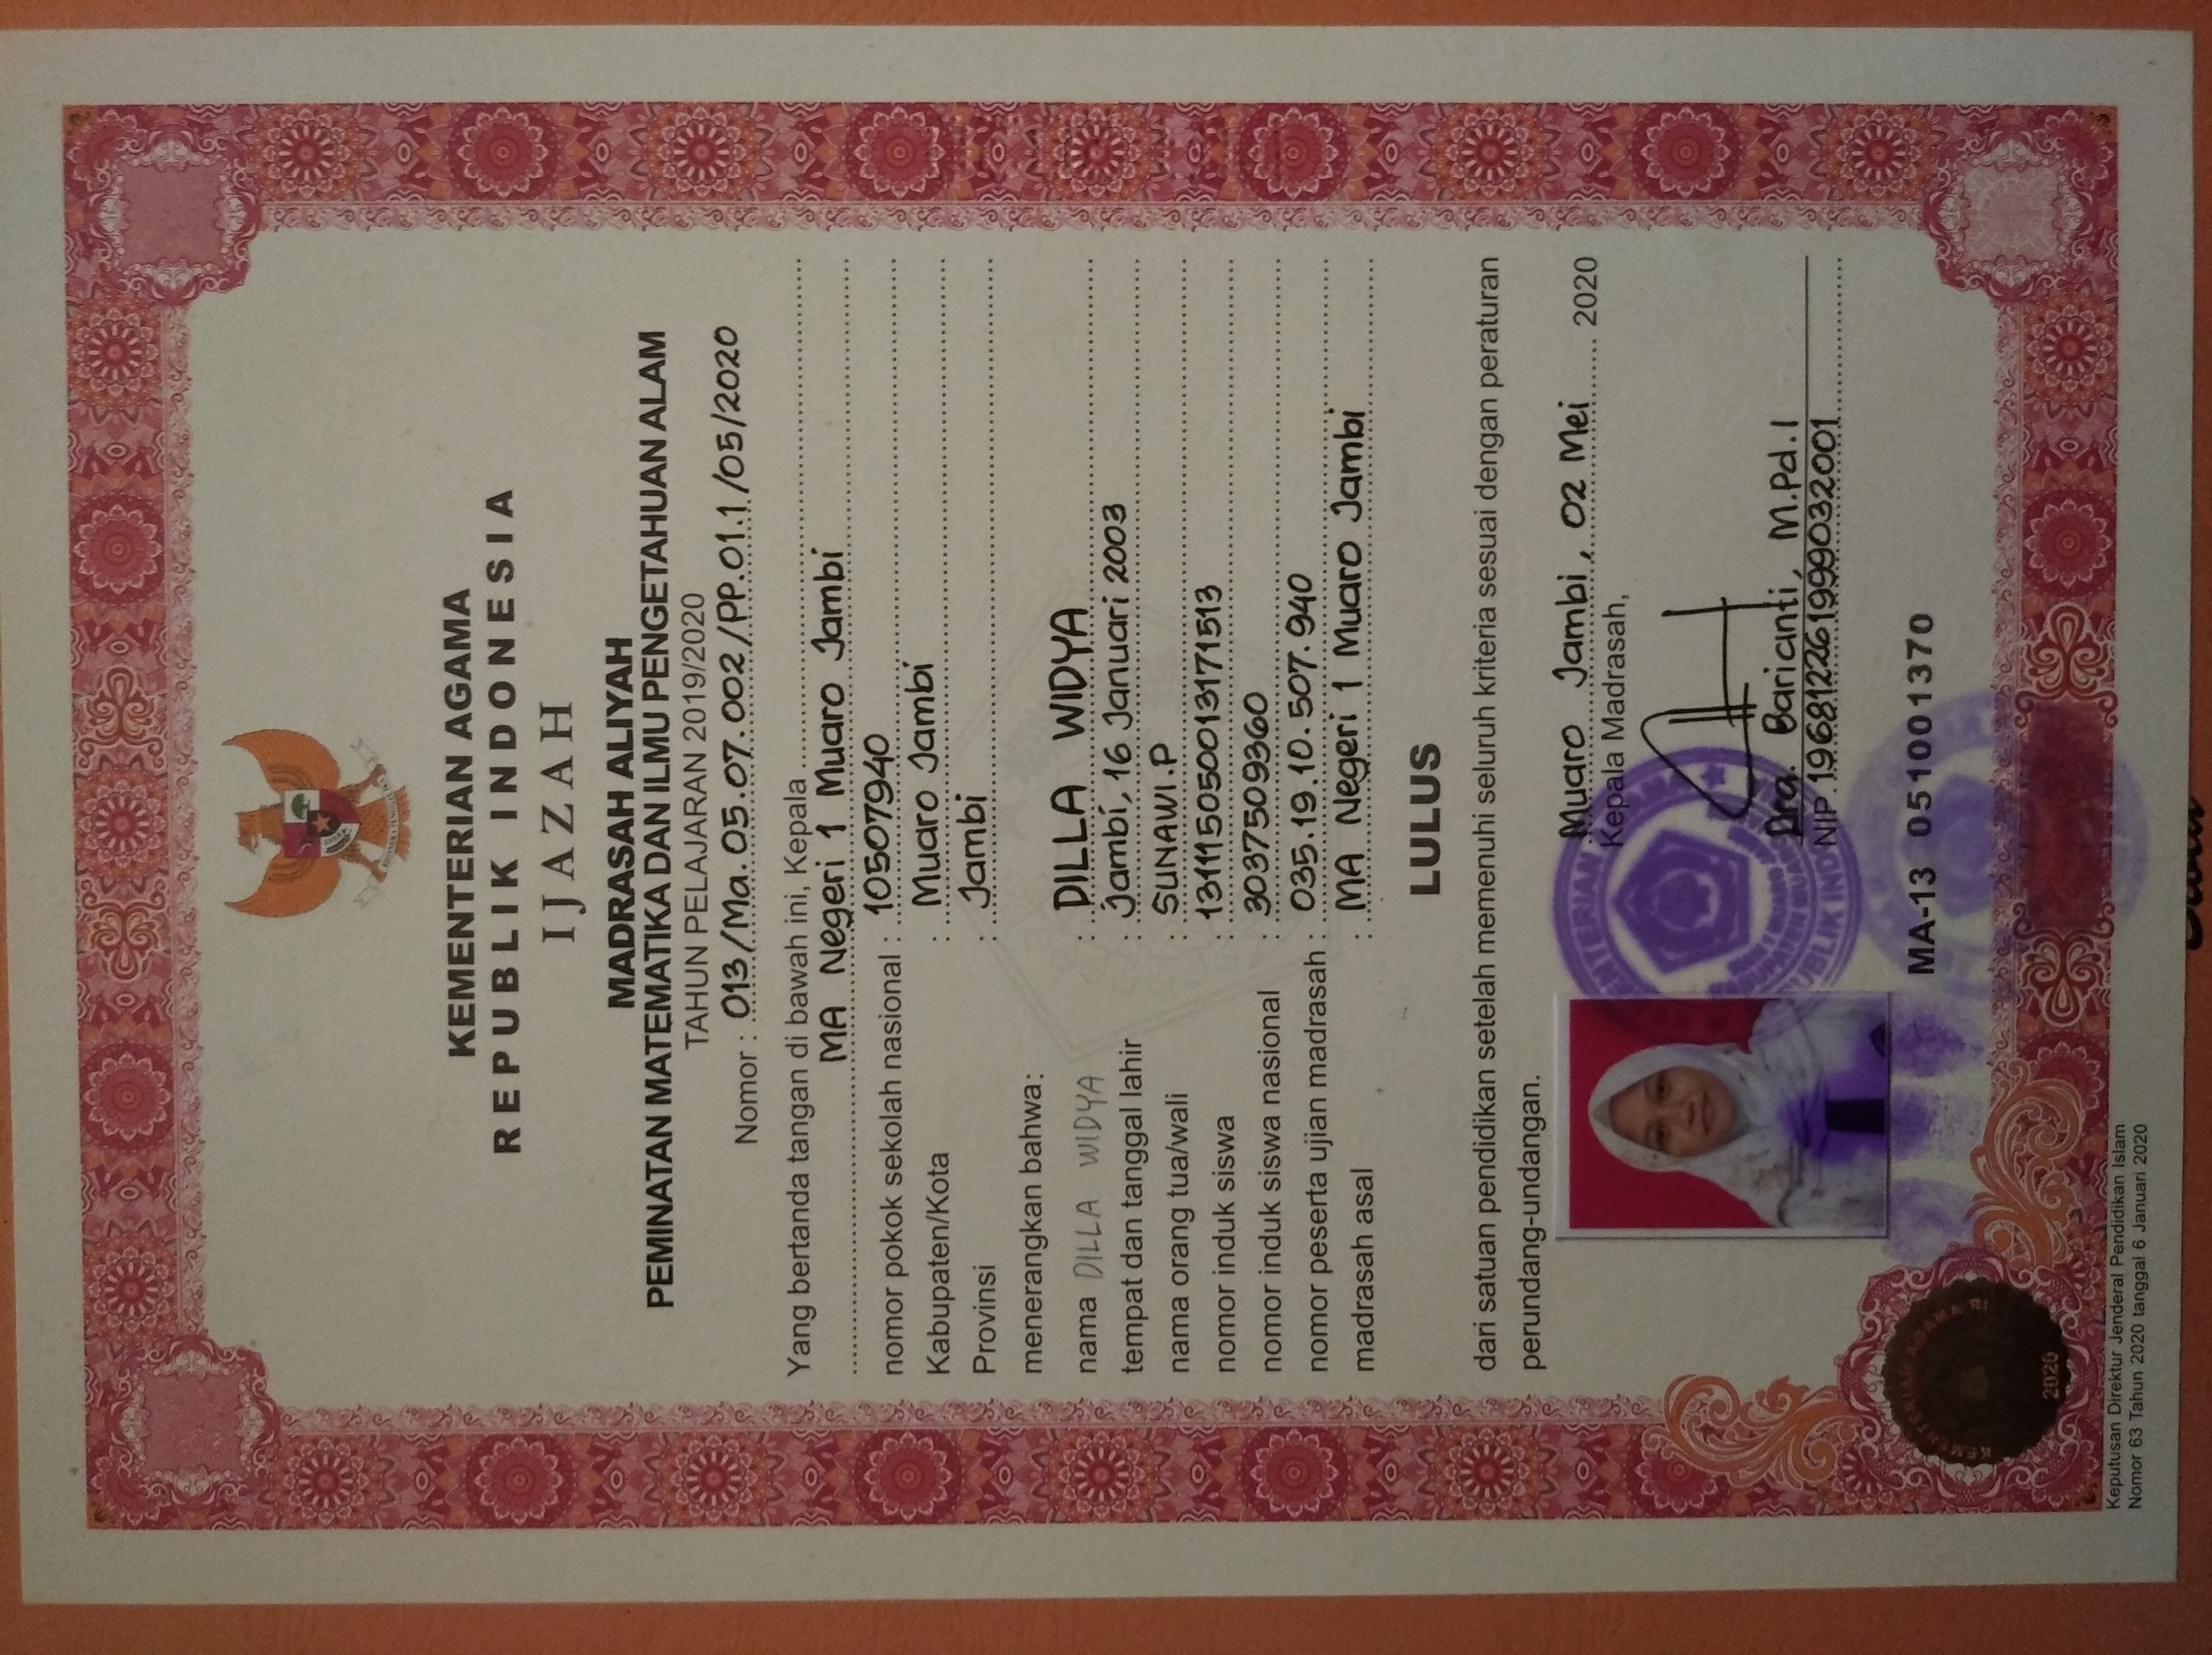 KEMENTERIAN AGAMA
REPUBLIK INDONESIA
IJAZAH
MADRASAH ALIYAH
PEMINATAN MATEMATIKA DAN ILMU PENGETAHUAN ALAM
TAHUN PELAJARAN 2019/2020
Nomor : 013/Ma.05.07.002/PP.01.1/05/2020
Yang bertanda tangan di bawah ini, Kepala
MA Negeri 1 Muaro Jambi
nomor pokok sekolah nasional : 10507940
Kabupaten/Kota : Muaro Jambi
Provinsi : Jambi
menerangkan bahwa:
nama DILLA WIDYA : DILLA WIDYA
tempat dan tanggal lahir : Jambi, 16 Januari 2003
nama orang tua/wali : SUNAWI.P
nomor induk siswa : 131115050013171513
nomor induk siswa nasional : 3037509360
nomor peserta ujian madrasah : 035.19.10.507.940
madrasah asal : MA Negeri 1 Muaro Jambi
LULUS
dari satuan pendidikan setelah memenuhi seluruh kriteria sesuai dengan peraturan
perundang-undangan.
Muaro Jambi, 02 Mei 2020
Kepala Madrasah,
Dra. Barianti, M.Pd.I
NIP. 196812261999032001
MA-13 051001370
KEMENTERIAN AGAMA RI
2020
Keputusan Direktur Jenderal Pendidikan Islam
Nomor 63 Tahun 2020 tanggal 6 Januari 2020